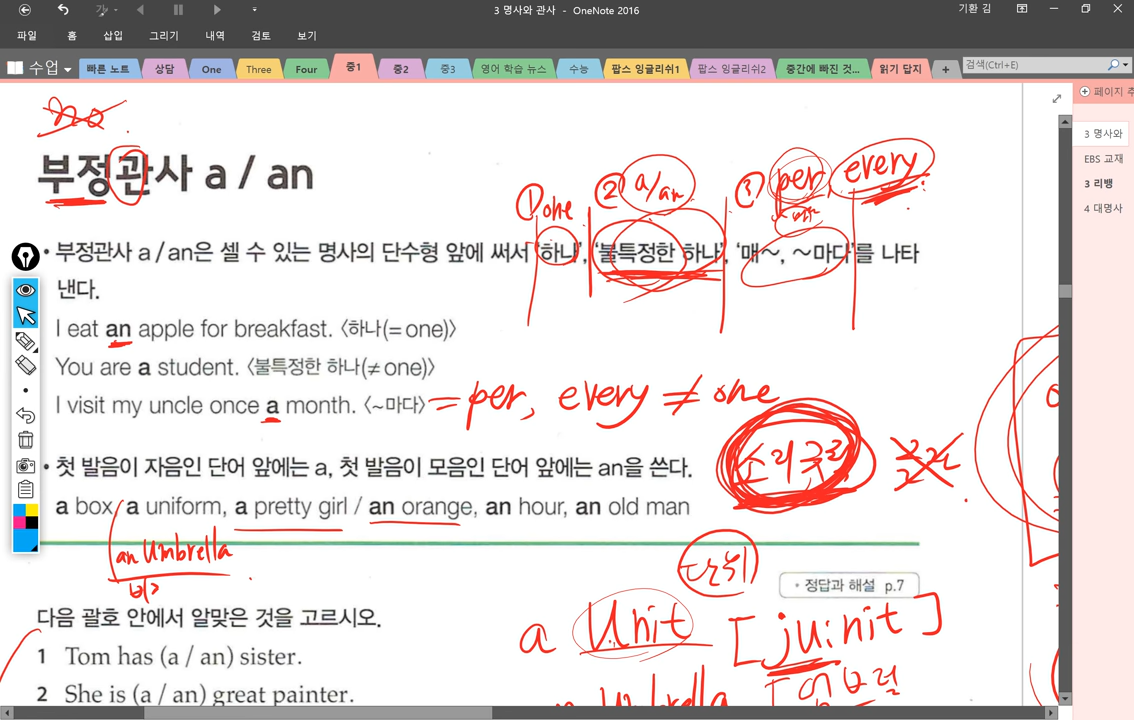 3 명사와 관사 - OneNote 2016
기환 김
파일 홈 삽입 그리기 내역 검토 보기
수업 빠른 노트 상담 One Three Four 중1 중2 중3 영어 학습 뉴스 수능 팝스 잉글리쉬1 팝스 잉글리쉬2 중간에 빠진 것... 읽기 답지 +
검색(Ctrl+E)
페이지 추
3 명사와
EBS 교재
3 리뱅
4 대명사
no
부정관사 a / an
① one ② a/an ③ per, every
• 부정관사 a / an은 셀 수 있는 명사의 단수형 앞에 써서 '하나', '불특정한 하나', '매~, ~마다'를 나타
낸다.
I eat an apple for breakfast. 〈하나(= one)〉
You are a student. 〈불특정한 하나(≠ one)〉
I visit my uncle once a month. 〈~마다〉 = per, every ≠ one
소리규칙
• 첫 발음이 자음인 단어 앞에는 a, 첫 발음이 모음인 단어 앞에는 an을 쓴다.
a box, a uniform, a pretty girl / an orange, an hour, an old man
an umbrella
단위
• 정답과 해설 p.7
a Unit [ju:nit]
다음 괄호 안에서 알맞은 것을 고르시오.
1 Tom has (a / an) sister.
2 She is (a / an) great painter.
umbrella